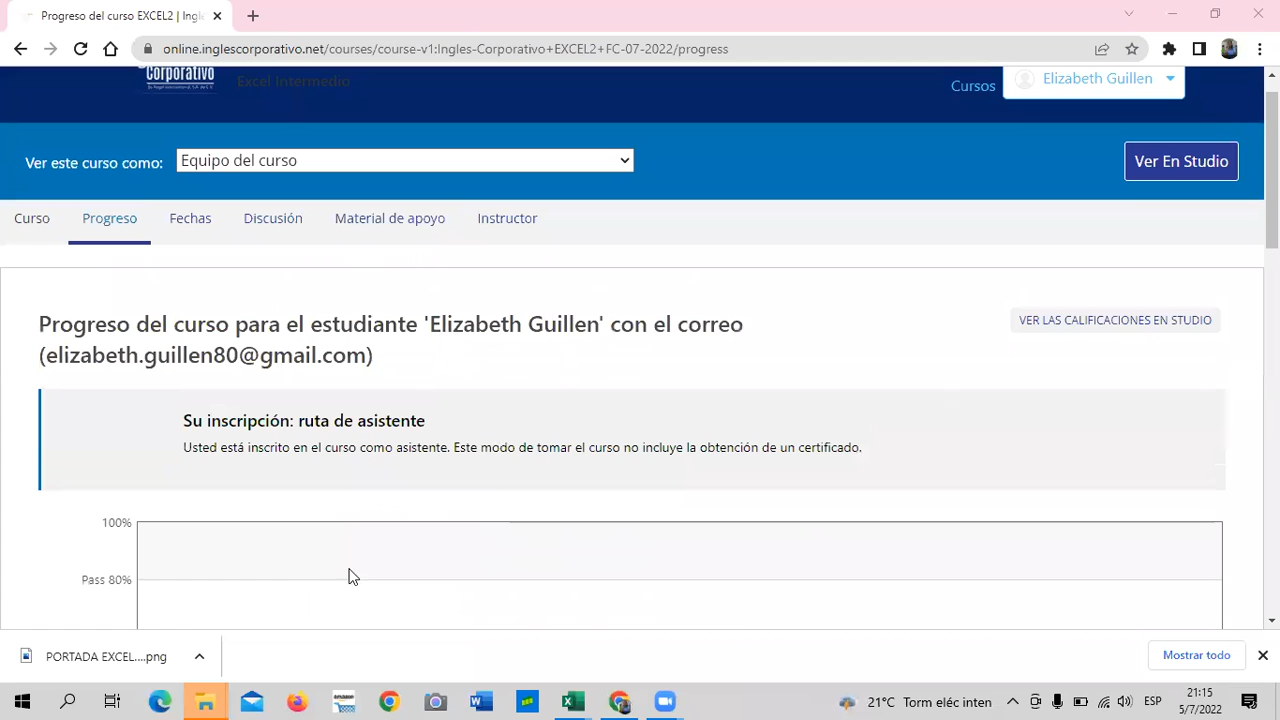 Progreso del curso EXCEL2 | Ingl
online.inglescorporativo.net/courses/course-v1:Ingles-Corporativo+EXCEL2+FC-07-2022/progress
Corporativo
Excel Intermedio
Cursos
Elizabeth Guillen
Ver este curso como:
Equipo del curso
Ver En Studio
Curso
Progreso
Fechas
Discusión
Material de apoyo
Instructor
Progreso del curso para el estudiante 'Elizabeth Guillen' con el correo
(elizabeth.guillen80@gmail.com)
VER LAS CALIFICACIONES EN STUDIO
Su inscripción: ruta de asistente
Usted está inscrito en el curso como asistente. Este modo de tomar el curso no incluye la obtención de un certificado.
100%
Pass 80%
PORTADA EXCEL....png
Mostrar todo
21°C Torm eléc inten
ESP
21:15
5/7/2022